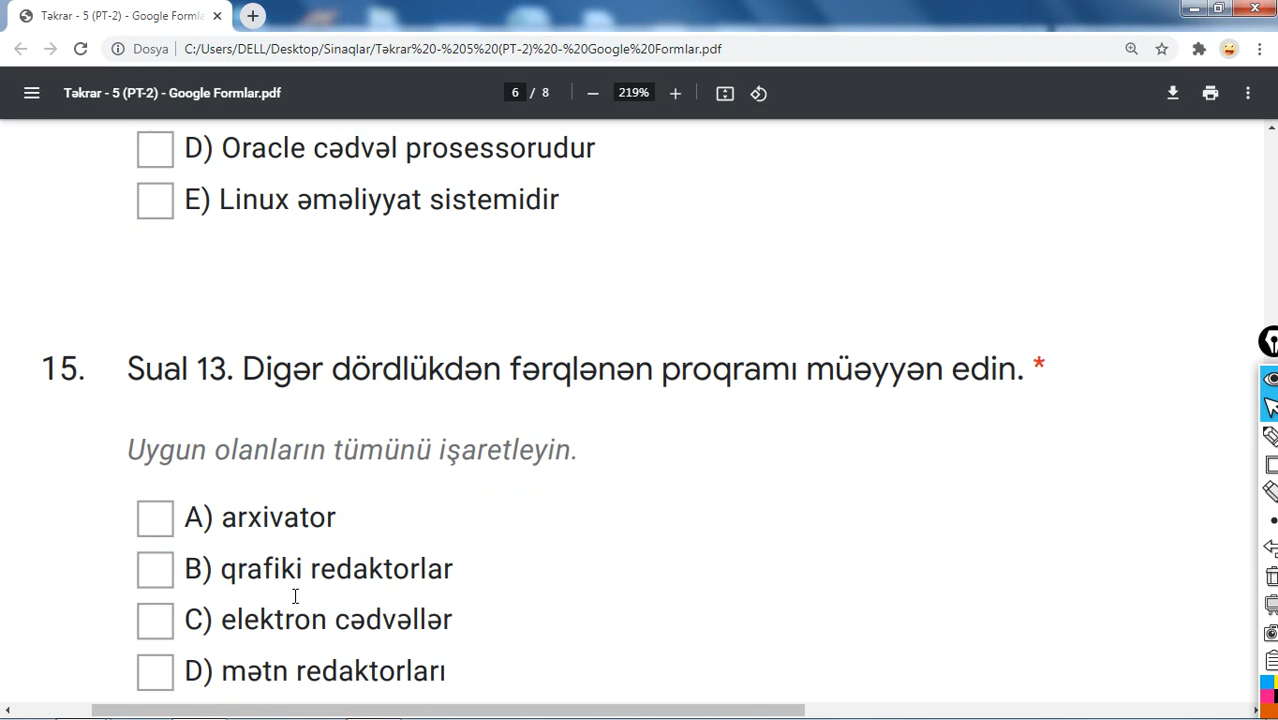 Təkrar - 5 (PT-2) - Google Formla
Dosya
C:/Users/DELL/Desktop/Sinaqlar/Təkrar%20-%205%20(PT-2)%20-%20Google%20Formlar.pdf
Təkrar - 5 (PT-2) - Google Formlar.pdf
6 / 8
219%
D) Oracle cədvəl prosessorudur
E) Linux əməliyyat sistemidir
15. Sual 13. Digər dördlükdən fərqlənən proqramı müəyyən edin. *
Uygun olanların tümünü işaretleyin.
A) arxivator
B) qrafiki redaktorlar
C) elektron cədvəllər
D) mətn redaktorları